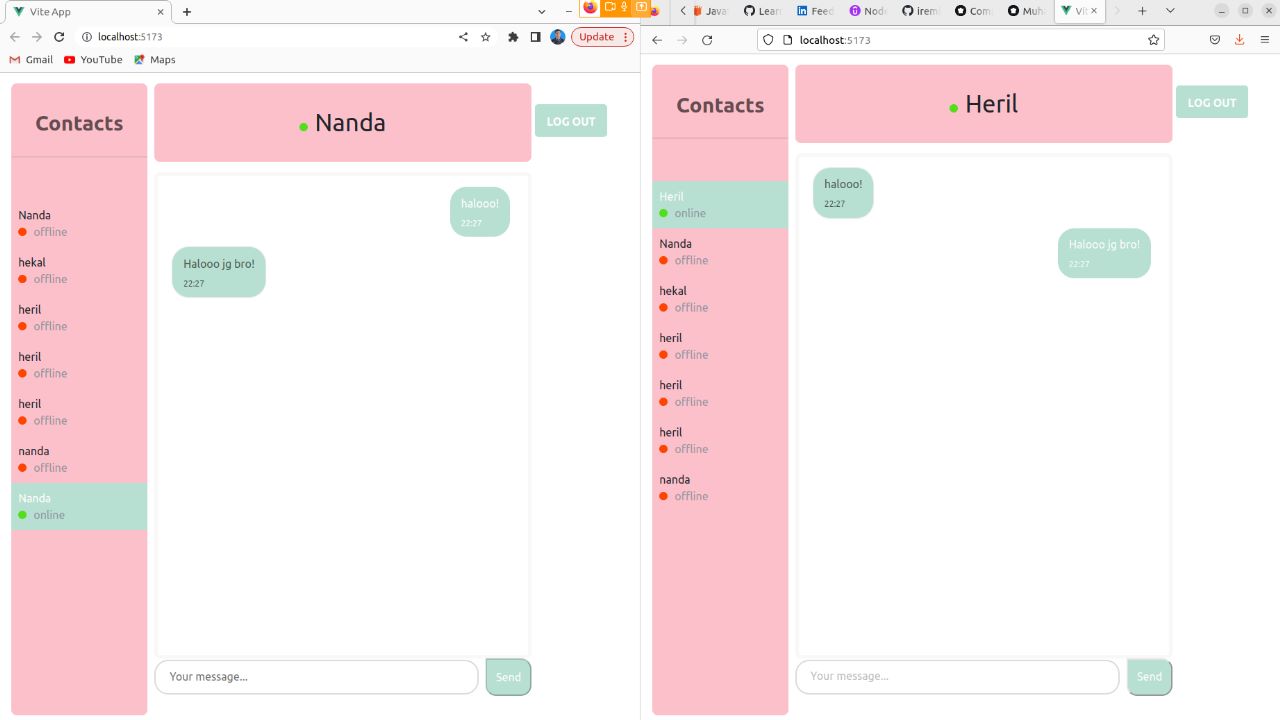 Vite App
localhost:5173
Update
Gmail
YouTube
Maps
Contacts
Nanda
LOG OUT
Nanda
offline
hekal
offline
heril
offline
heril
offline
heril
offline
nanda
offline
Nanda
online
halooo!
22:27
Halooo jg bro!
22:27
Your message...
Send
Java
Learn
Feed
Node
irem
Com
Muh
Vit
localhost:5173
Contacts
Heril
LOG OUT
Heril
online
Nanda
offline
hekal
offline
heril
offline
heril
offline
heril
offline
nanda
offline
halooo!
22:27
Halooo jg bro!
22:27
Your message...
Send